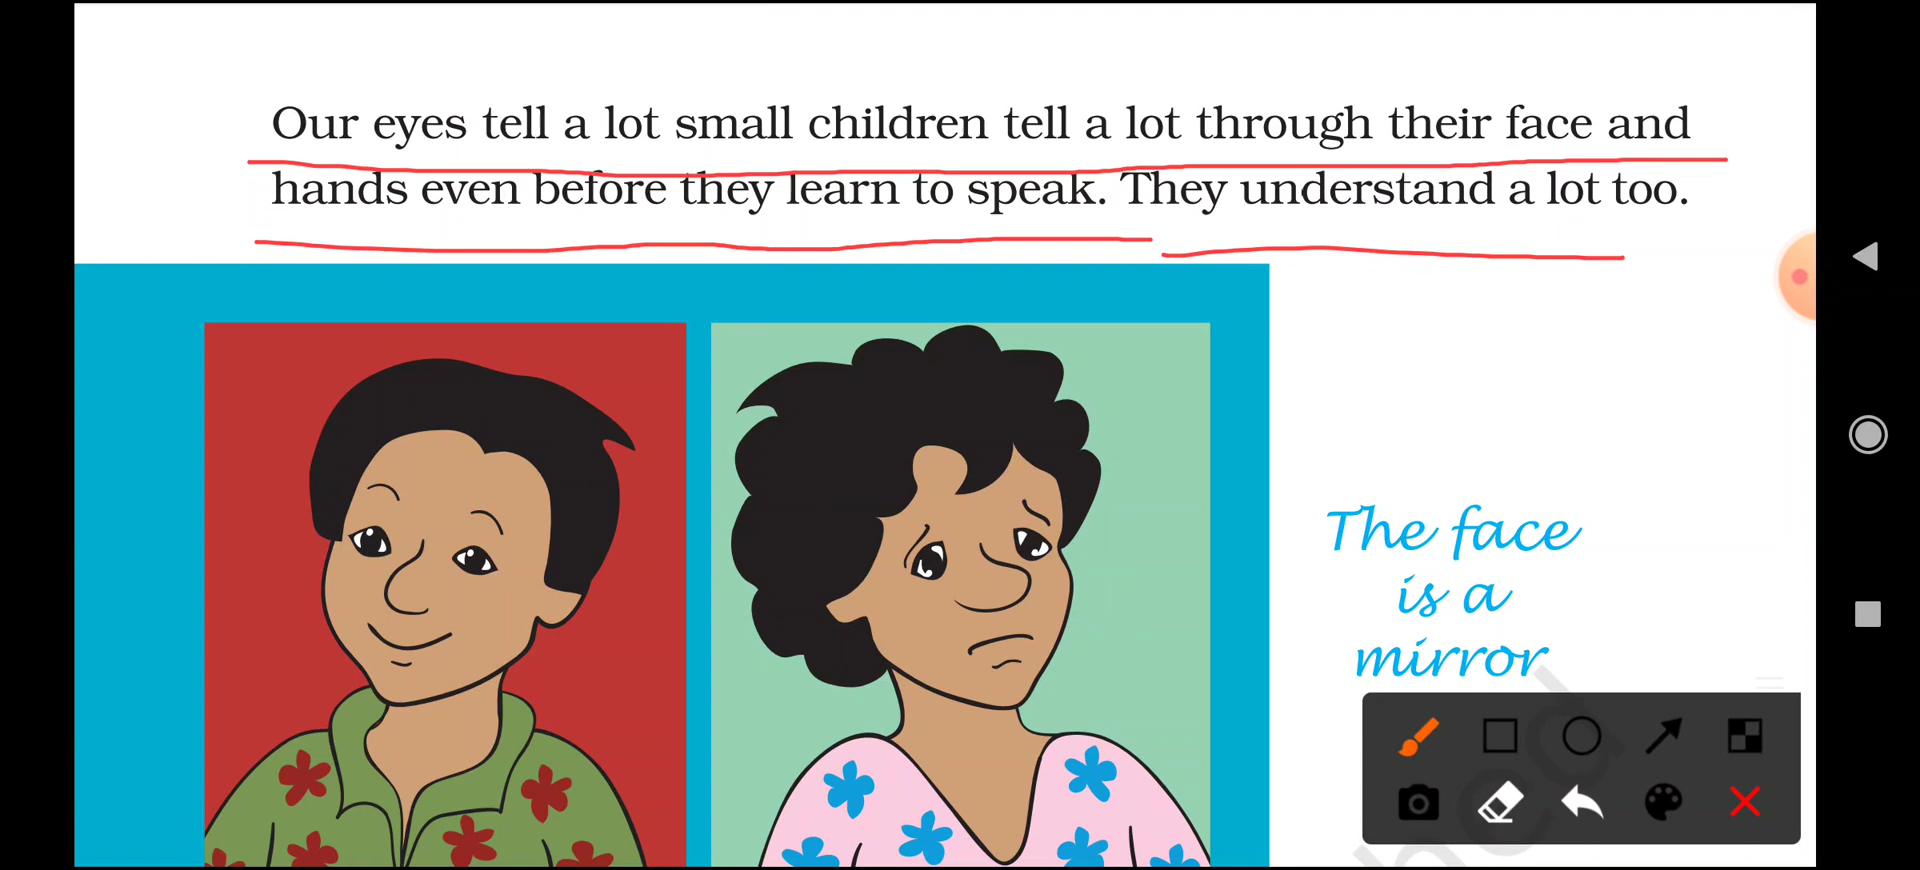 Our eyes tell a lot small children tell a lot through their face and
hands even before they learn to speak. They understand a lot too.
The face
is a
mirror